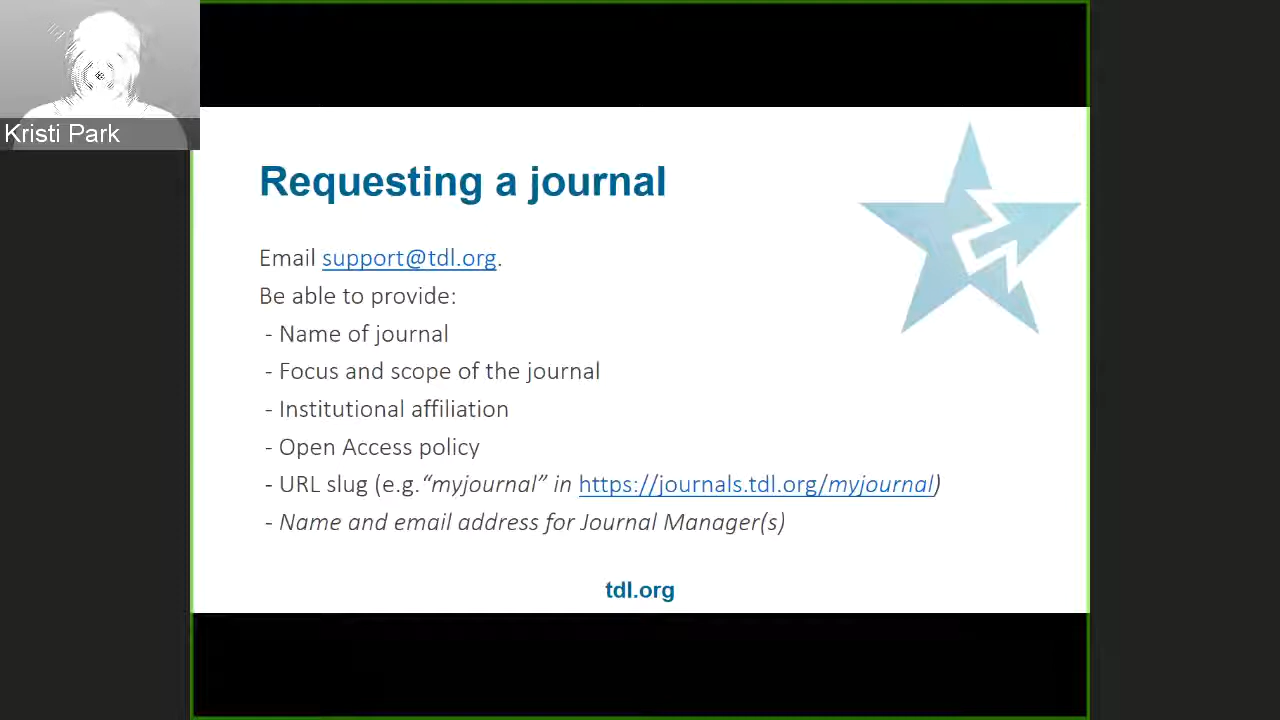 Kristi Park
Requesting a journal
Email support@tdl.org.
Be able to provide:
- Name of journal
- Focus and scope of the journal
- Institutional affiliation
- Open Access policy
- URL slug (e.g.“myjournal” in https://journals.tdl.org/myjournal)
- Name and email address for Journal Manager(s)
tdl.org